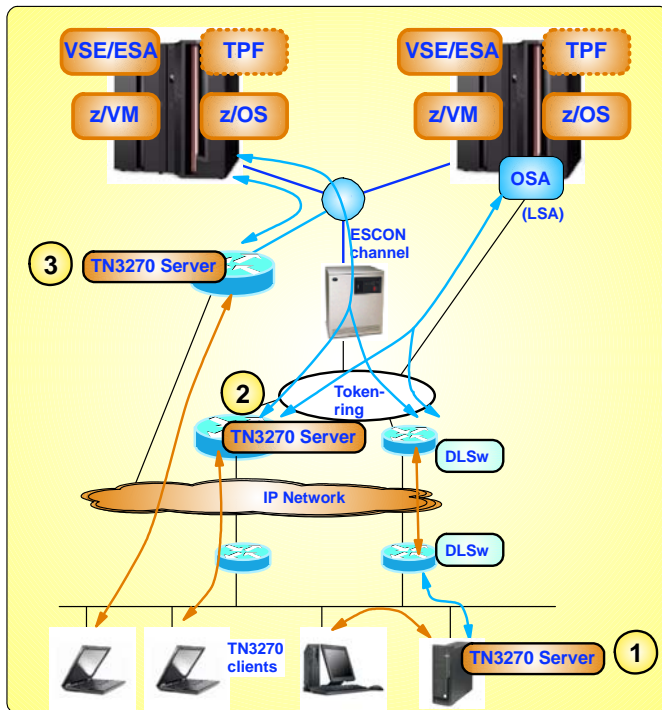 VSE/ESA
TPF
z/VM
z/OS
VSE/ESA
TPF
z/VM
z/OS
OSA
(LSA)
ESCON
channel
3
TN3270 Server
2
Token-
ring
TN3270 Server
DLSw
IP Network
DLSw
TN3270
clients
TN3270 Server
1